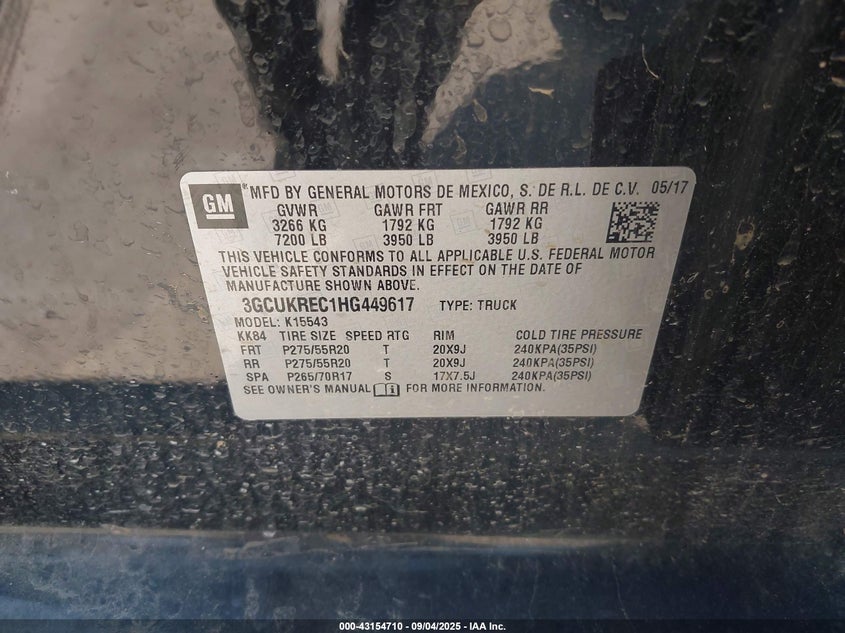 GM
* MFD BY GENERAL MOTORS DE MEXICO, S. DE R.L. DE C.V. 05/17
GVWR GAWR FRT GAWR RR
3266 KG 1792 KG 1792 KG
7200 LB 3950 LB 3950 LB
THIS VEHICLE CONFORMS TO ALL APPLICABLE U.S. FEDERAL MOTOR
VEHICLE SAFETY STANDARDS IN EFFECT ON THE DATE OF
MANUFACTURE SHOWN ABOVE.
3GCUKREC1HG449617 TYPE: TRUCK
MODEL: K15543
KK84 TIRE SIZE SPEED RTG RIM COLD TIRE PRESSURE
FRT P275/55R20 T 20X9J 240KPA(35PSI)
RR P275/55R20 T 20X9J 240KPA(35PSI)
SPA P265/70R17 S 17X7.5J 240KPA(35PSI)
SEE OWNER'S MANUAL FOR MORE INFORMATION.
000-43154710 - 09/04/2025 - IAA Inc.